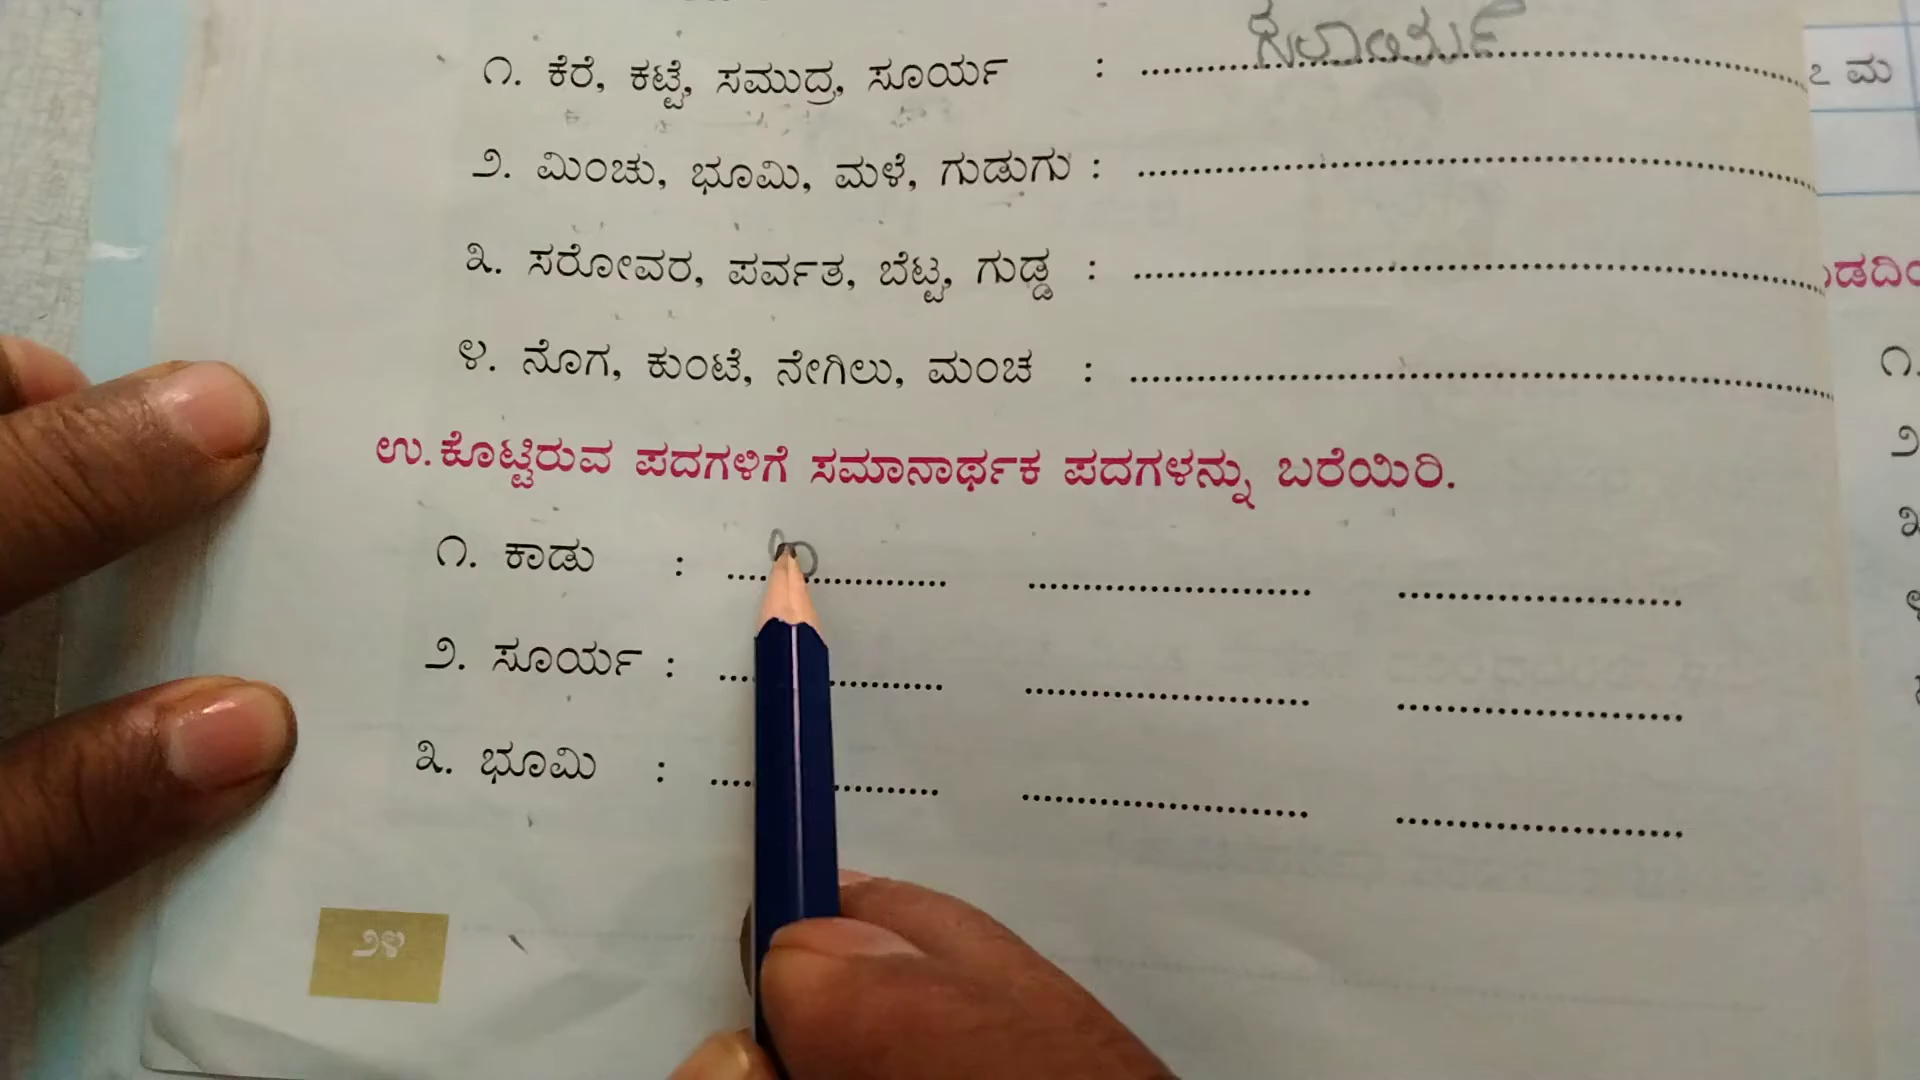 ೧. ಕೆರೆ, ಕಟ್ಟೆ, ಸಮುದ್ರ, ಸೂರ್ಯ :
೨. ಮಿಂಚು, ಭೂಮಿ, ಮಳೆ, ಗುಡುಗು :
೩. ಸರೋವರ, ಪರ್ವತ, ಬೆಟ್ಟ, ಗುಡ್ಡ :
೪. ನೊಗ, ಕುಂಟೆ, ನೇಗಿಲು, ಮಂಚ :
ಉ. ಕೊಟ್ಟಿರುವ ಪದಗಳಿಗೆ ಸಮಾನಾರ್ಥಕ ಪದಗಳನ್ನು ಬರೆಯಿರಿ.
೧. ಕಾಡು :
೨. ಸೂರ್ಯ :
೩. ಭೂಮಿ :
೨೪